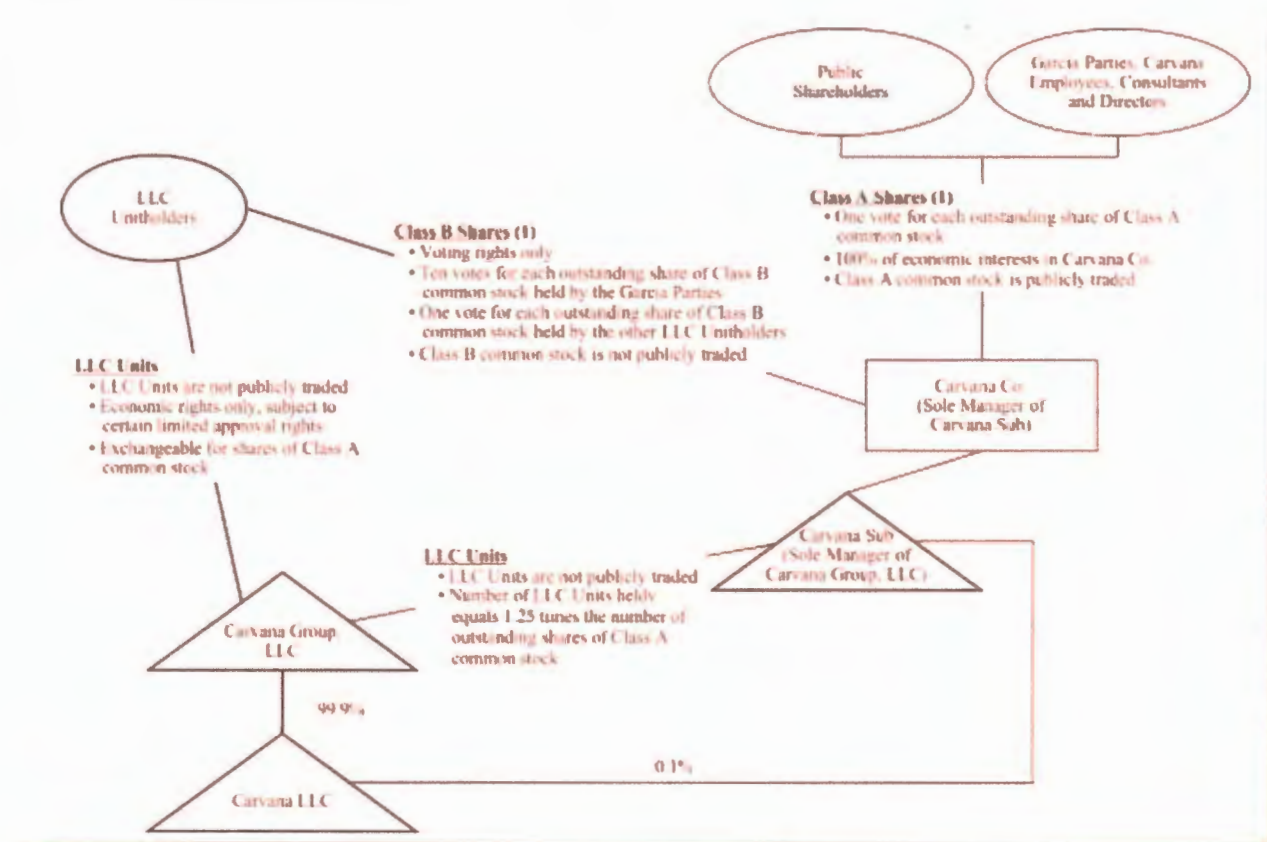 Public
Shareholders
Garcia Parties, Carvana
Employees, Consultants
and Directors
LLC
Unitholders
Class A Shares (1)
• One vote for each outstanding share of Class A
common stock
• 100% of economic interests in Carvana Co.
• Class A common stock is publicly traded
Class B Shares (1)
• Voting rights only
• Ten votes for each outstanding share of Class B
common stock held by the Garcia Parties
• One vote for each outstanding share of Class B
common stock held by the other LLC Unitholders
• Class B common stock is not publicly traded
LLC Units
• LLC Units are not publicly traded
• Economic rights only, subject to
certain limited approval rights
• Exchangeable for shares of Class A
common stock
Carvana Co.
(Sole Manager of
Carvana Sub)
Carvana Sub
(Sole Manager of
Carvana Group, LLC)
LLC Units
• LLC Units are not publicly traded
• Number of LLC Units heldy
equals 1.25 tunes the number of
outstanding shares of Class A
common stock
Carvana Group
LLC
99.9%
0.1%
Carvana LLC